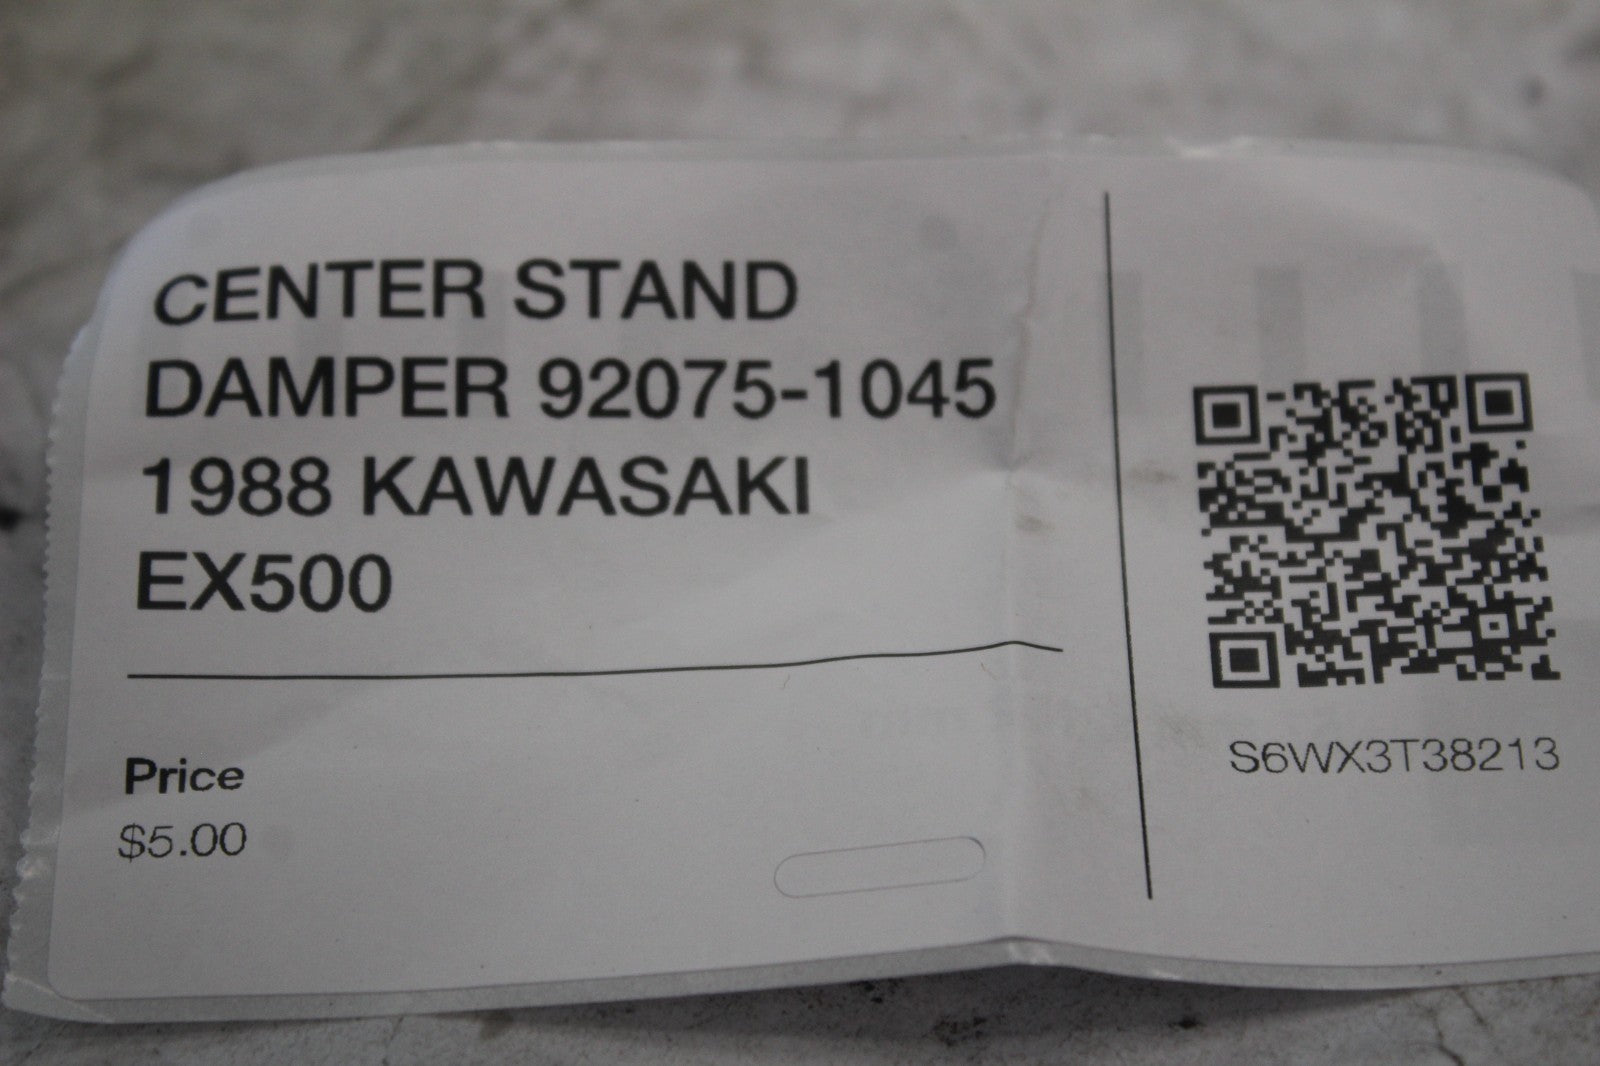 CENTER STAND
DAMPER 92075-1045
1988 KAWASAKI
EX500
Price
$5.00
S6WX3T38213